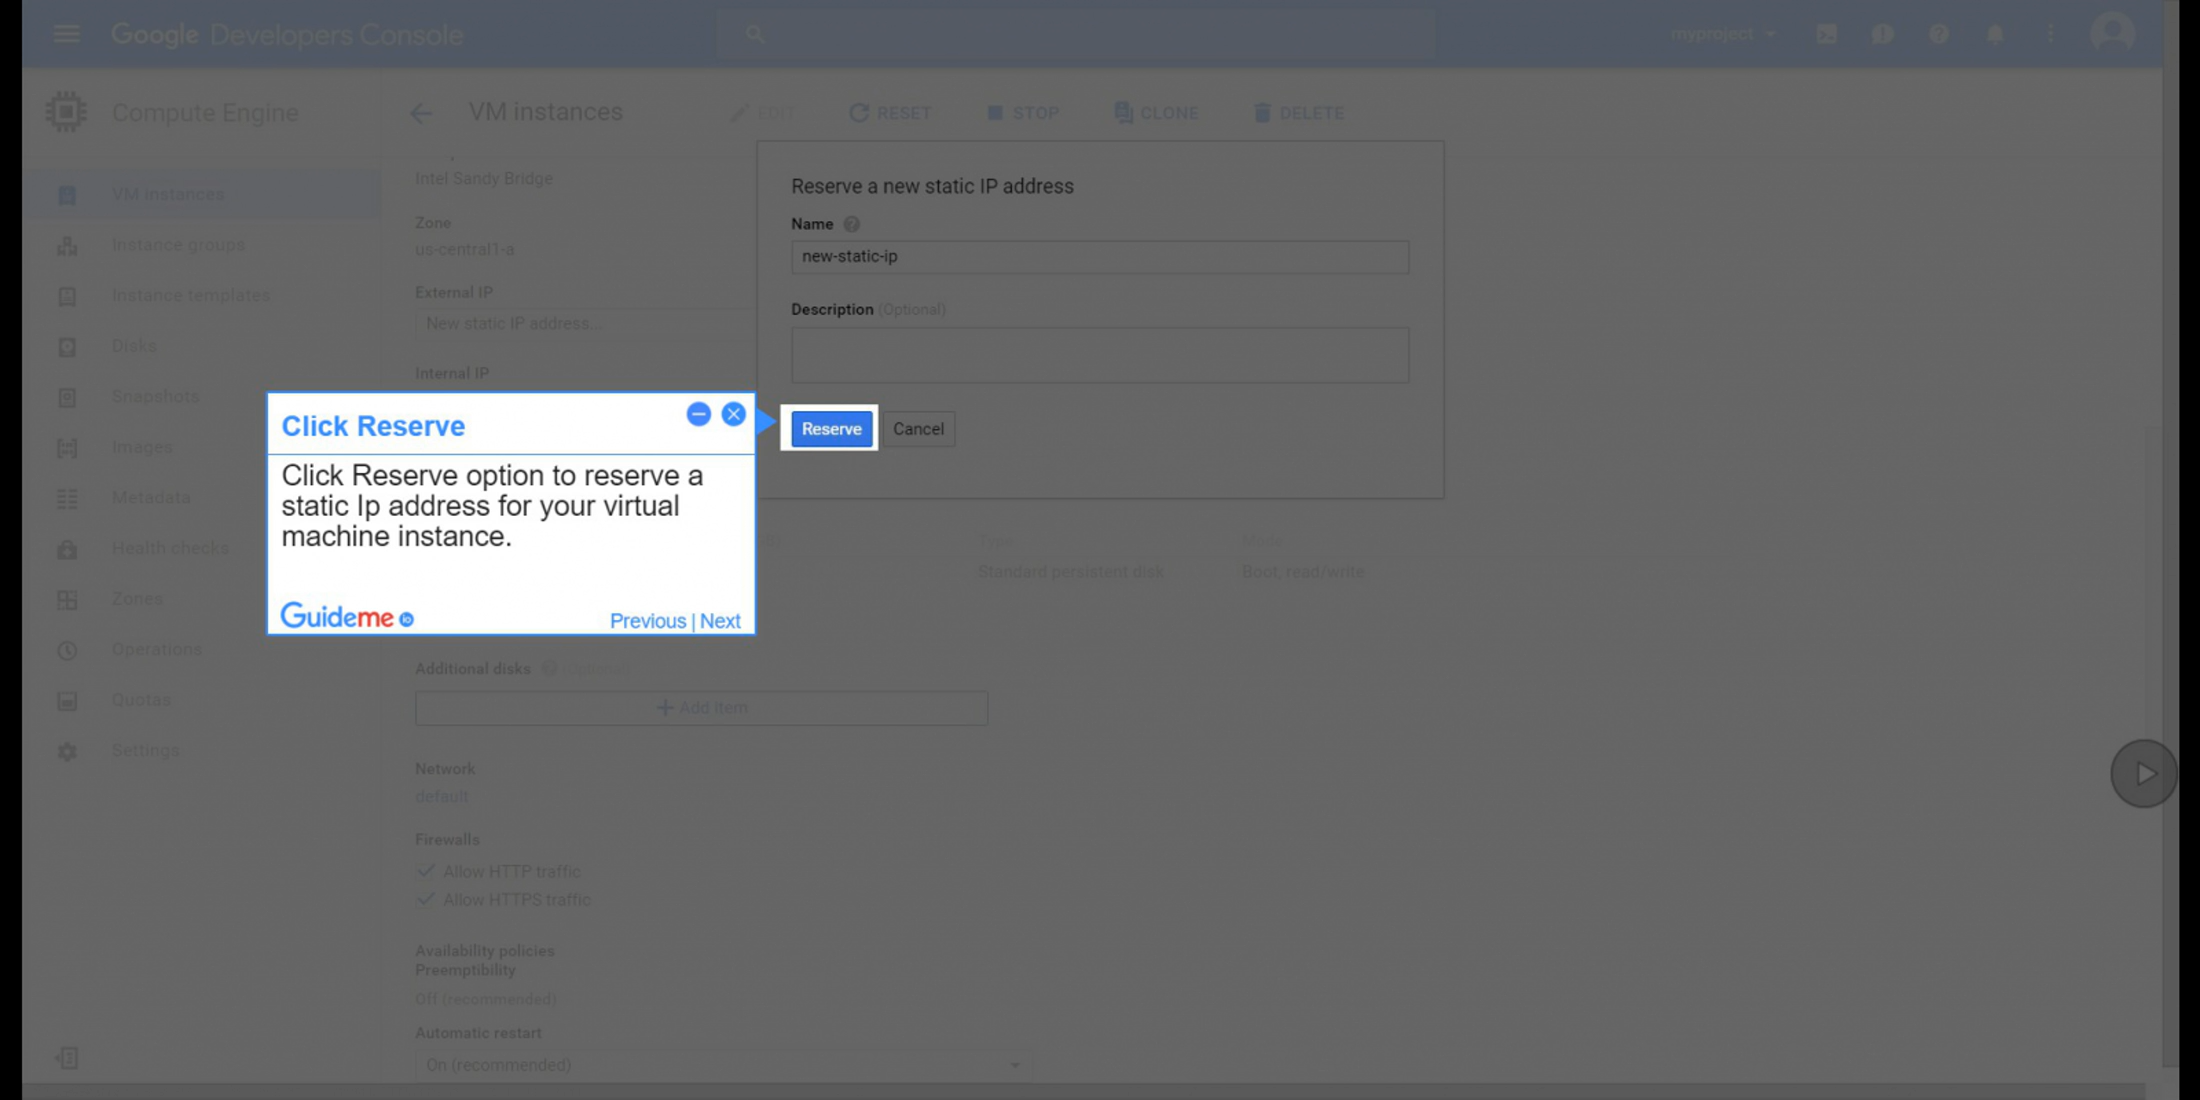 Google Developers Console
myproject
Compute Engine
VM instances
EDIT
RESET
STOP
CLONE
DELETE
VM instances
Instance groups
Instance templates
Disks
Snapshots
Images
Metadata
Health checks
Zones
Operations
Quotas
Settings
Intel Sandy Bridge
Zone
us-central1-a
External IP
New static IP address...
Internal IP
Reserve a new static IP address
Name
new-static-ip
Description (Optional)
Reserve
Cancel
Click Reserve
Click Reserve option to reserve a
static Ip address for your virtual
machine instance.
Guideme
Previous | Next
Type
Mode
Standard persistent disk
Boot, read/write
Additional disks (Optional)
+ Add item
Network
default
Firewalls
Allow HTTP traffic
Allow HTTPS traffic
Availability policies
Preemptibility
Off (recommended)
Automatic restart
On (recommended)